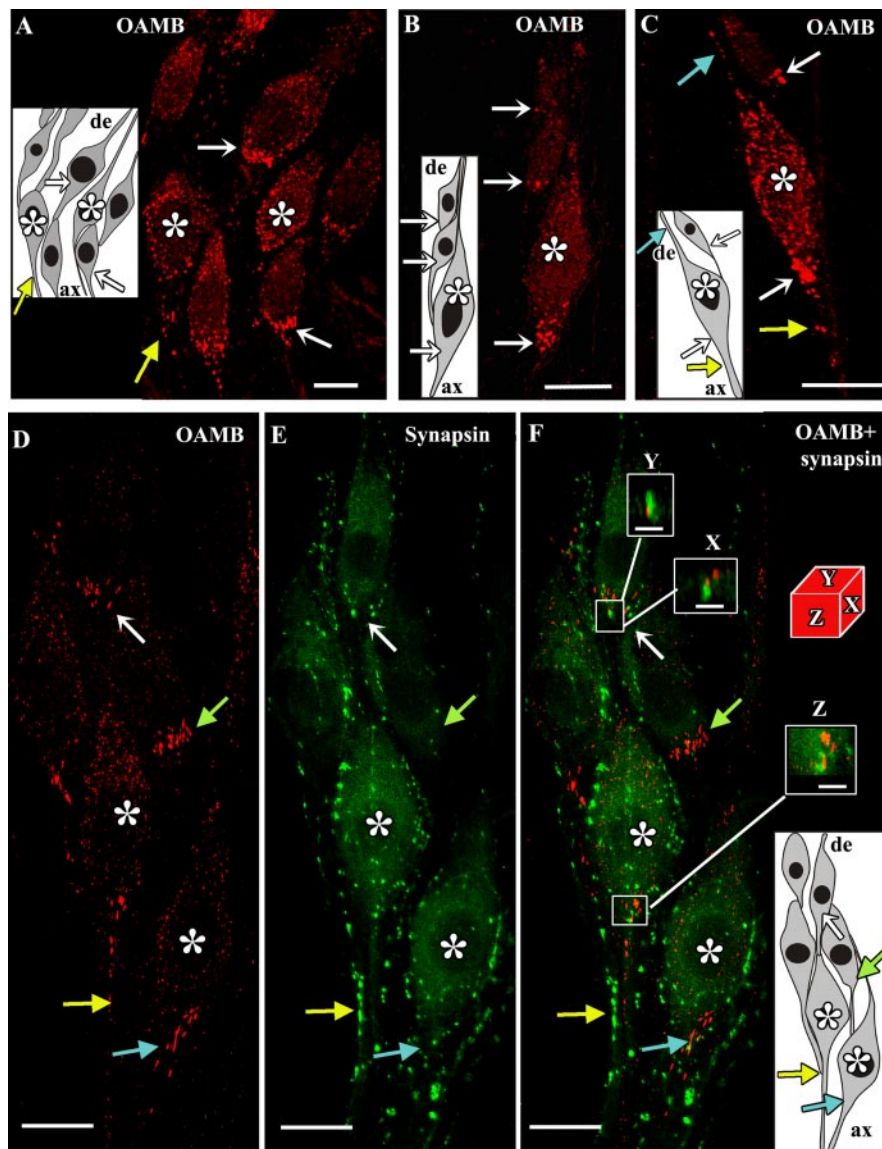 A OAMB
B OAMB
C OAMB
de
ax
de
ax
de
ax
D OAMB
E Synapsin
F OAMB+
synapsin
Y
X
Y
Z X
Z
de
ax